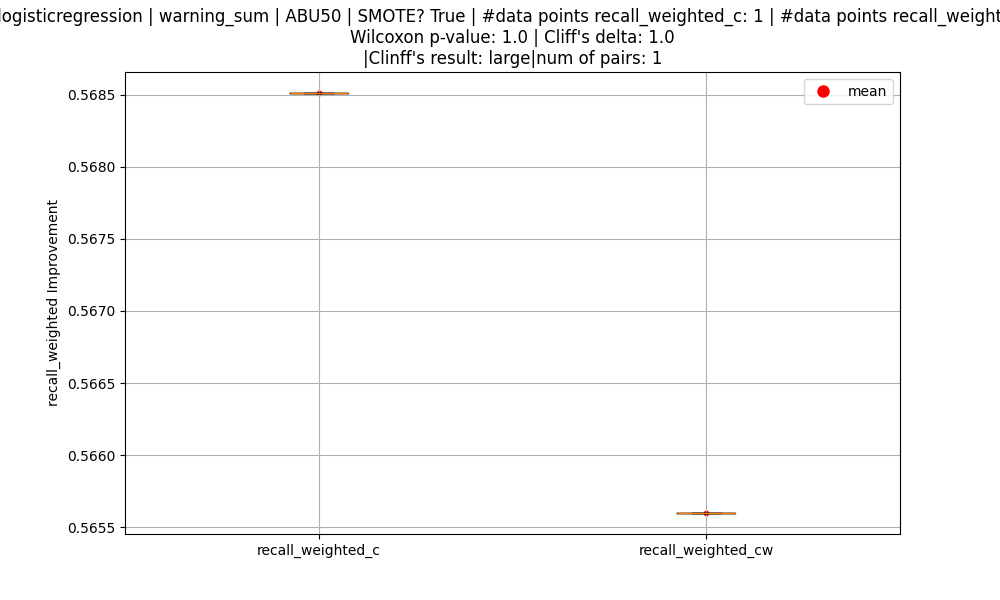 logisticregression | warning_sum | ABU50 | SMOTE? True | #data points recall_weighted_c: 1 | #data points
Wilcoxon p-value: 1.0 | Cliff's delta: 1.0
|Clinff's result: large|num of pairs: 1
mean
0.5685
0.5680
0.5675
0.5670
0.5665
0.5660
0.5655
recall_weighted Improvement
recall_weighted_c
recall_weighted_cw